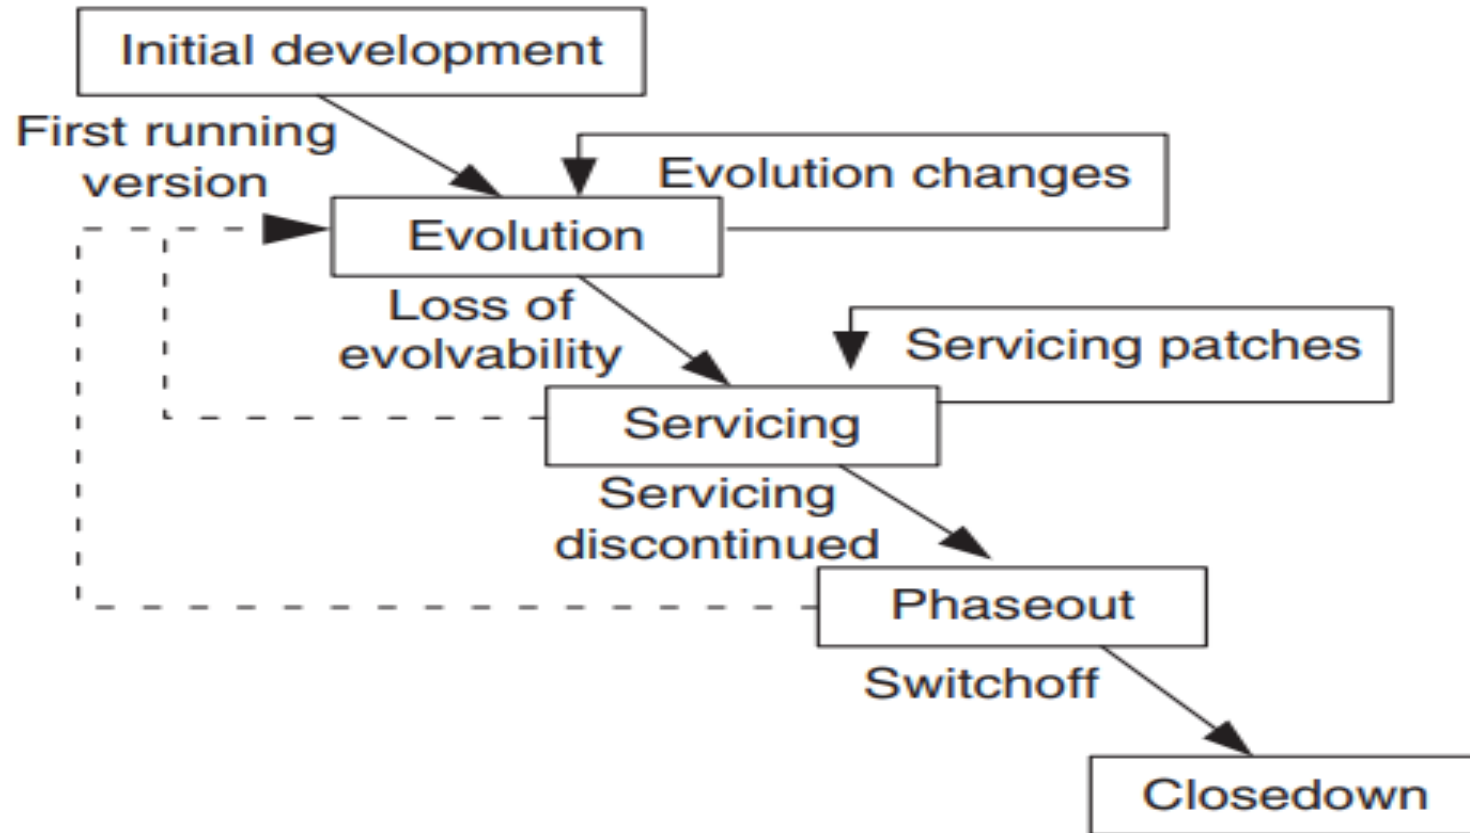 Initial development
First running
version
Evolution changes
Evolution
Loss of
evolvability
Servicing patches
Servicing
Servicing
discontinued
Phaseout
Switchoff
Closedown